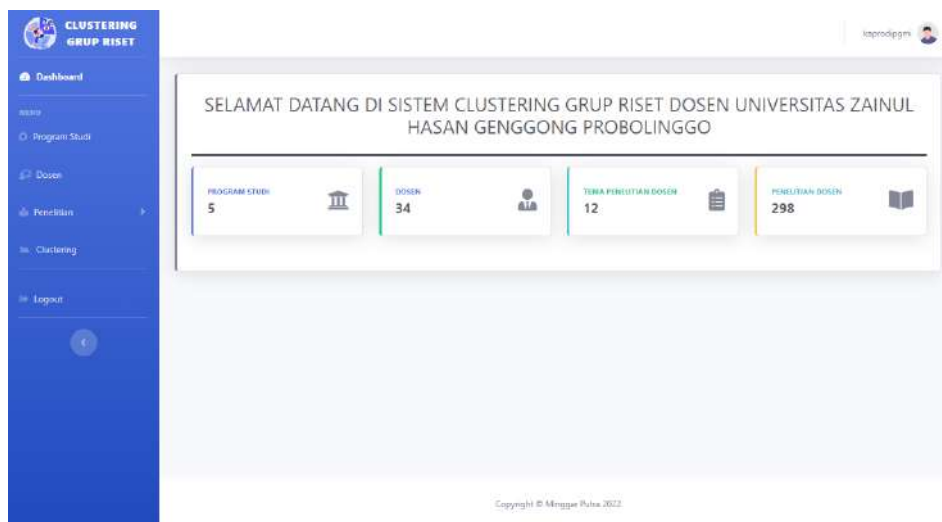 CLUSTERING
GRUP RISET
kaprodipgmi
Dashboard
MENU
Program Studi
Dosen
Penelitian
Clustering
Logout
SELAMAT DATANG DI SISTEM CLUSTERING GRUP RISET DOSEN UNIVERSITAS ZAINUL
HASAN GENGGONG PROBOLINGGO
PROGRAM STUDI
5
DOSEN
34
TEMA PENELITIAN DOSEN
12
PENELITIAN DOSEN
298
Copyright © Minggar Putra 2022